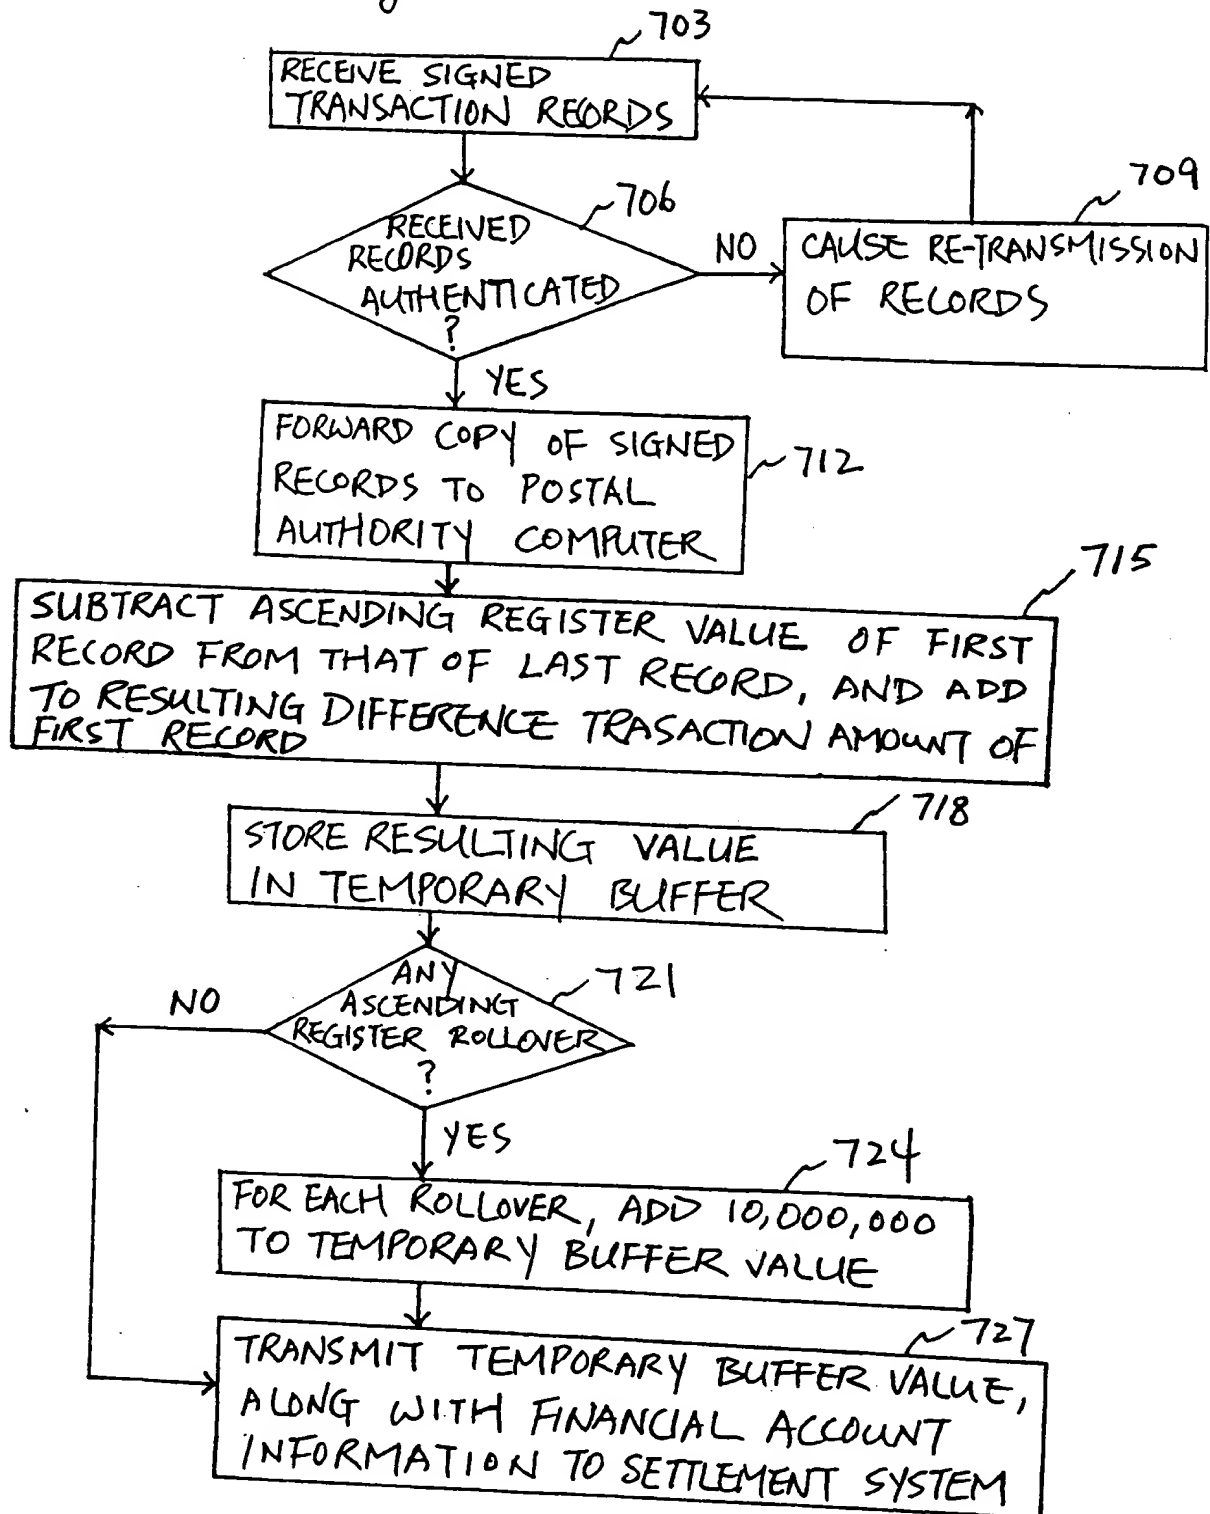 703
RECEIVE SIGNED
TRANSACTION RECORDS
706
RECEIVED
RECORDS
AUTHENTICATED
?
NO
709
CAUSE RE-TRANSMISSION
OF RECORDS
YES
FORWARD COPY OF SIGNED
RECORDS TO POSTAL
AUTHORITY COMPUTER
712
715
SUBTRACT ASCENDING REGISTER VALUE OF FIRST
RECORD FROM THAT OF LAST RECORD, AND ADD
TO RESULTING DIFFERENCE TRASACTION AMOUNT OF
FIRST RECORD
718
STORE RESULTING VALUE
IN TEMPORARY BUFFER
721
ANY
ASCENDING
REGISTER ROLLOVER
?
NO
YES
724
FOR EACH ROLLOVER, ADD 10,000,000
TO TEMPORARY BUFFER VALUE
727
TRANSMIT TEMPORARY BUFFER VALUE,
ALONG WITH FINANCIAL ACCOUNT
INFORMATION TO SETTLEMENT SYSTEM